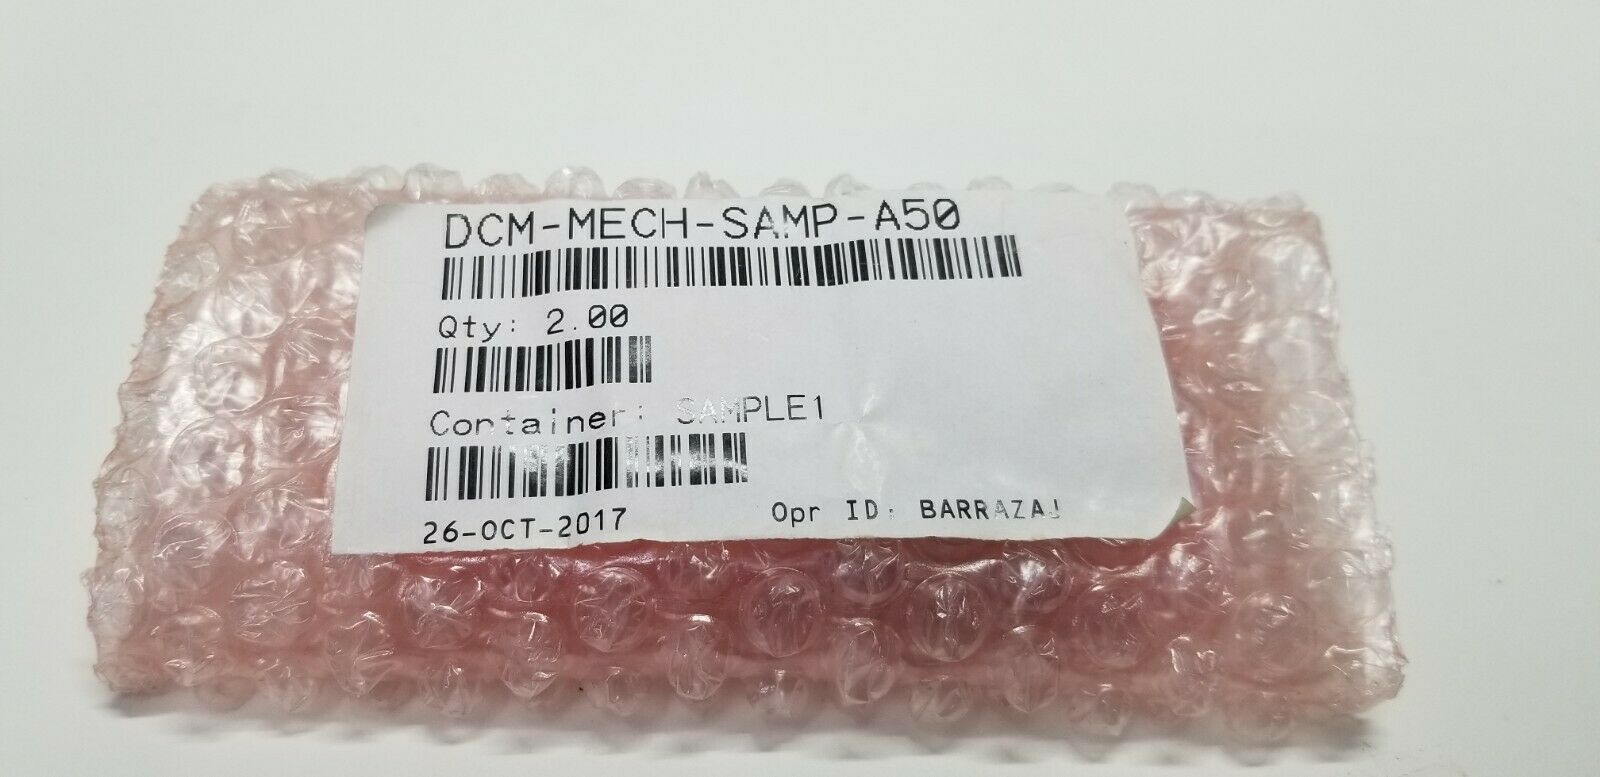 DCM-MECH-SAMP-A50
Qty: 2.00
Container: SAMPLE1
26-OCT-2017 Opr ID: BARRAZAJ